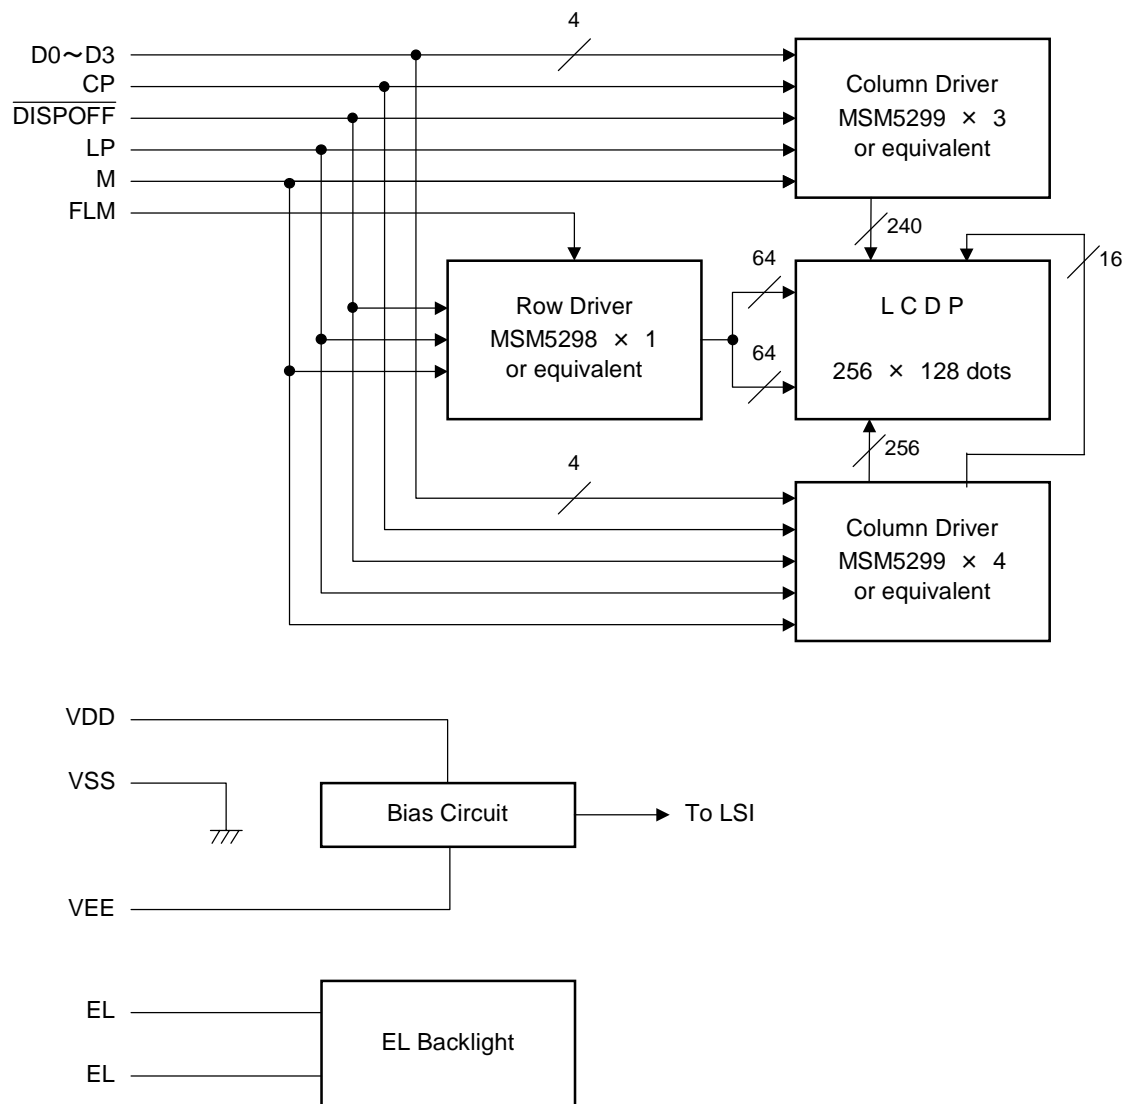 4
D0～D3
CP
DISPOFF
LP
M
FLM
Column Driver
MSM5299 × 3
or equivalent
240
16
64
64
Row Driver
MSM5298 × 1
or equivalent
L C D P
256 × 128 dots
256
4
Column Driver
MSM5299 × 4
or equivalent
VDD
VSS
Bias Circuit
To LSI
VEE
EL
EL Backlight
EL